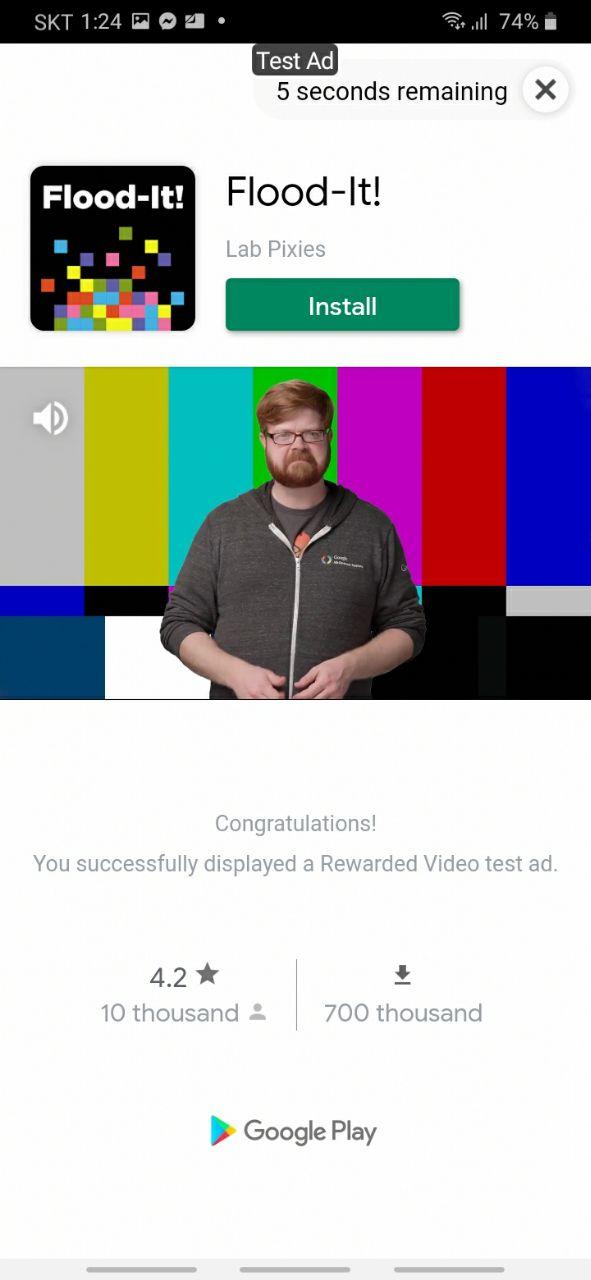 SKT 1:24
74%
Test Ad
5 seconds remaining
Flood-It!
Flood-It!
Lab Pixies
Install
Google
Congratulations!
You successfully displayed a Rewarded Video test ad.
4.2
10 thousand
700 thousand
Google Play